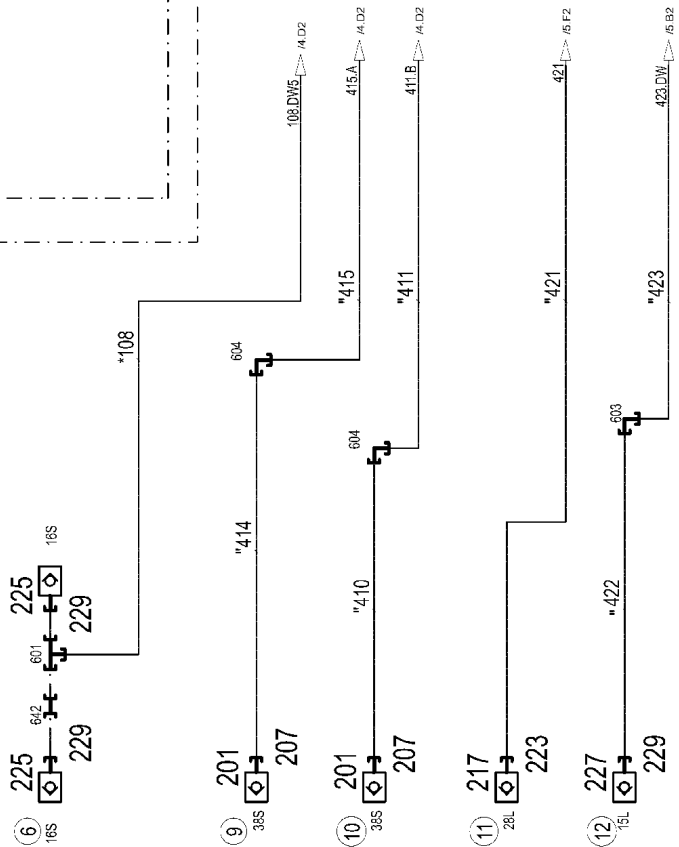 108.DW5 /4.D2
415.A /4.D2
411.B /4.D2
421 /5.F2
423.DW /5.B2
*108
"415
"411
"421
"423
604
604
603
"414
"410
"422
16S
225
229
601
642
225
229
6
16S
201
207
9
38S
201
207
10
38S
217
223
11
28L
227
229
12
15L